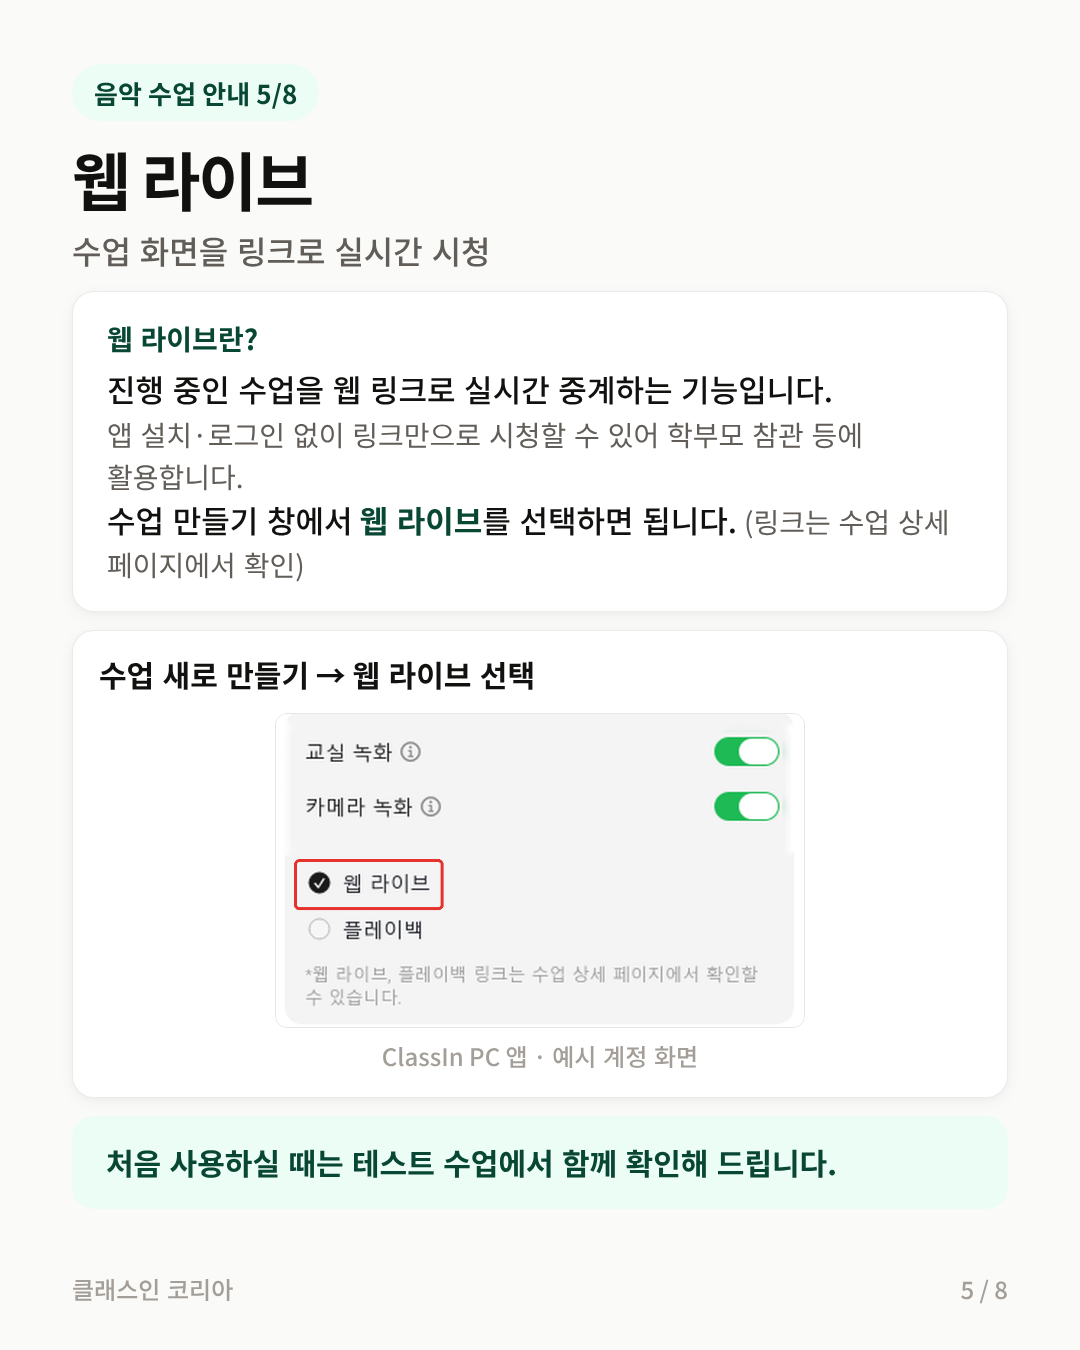 음악 수업 안내 5/8
웹 라이브
수업 화면을 링크로 실시간 시청
웹 라이브란?
진행 중인 수업을 웹 링크로 실시간 중계하는 기능입니다.
앱 설치·로그인 없이 링크만으로 시청할 수 있어 학부모 참관 등에
활용합니다.
수업 만들기 창에서 웹 라이브를 선택하면 됩니다. (링크는 수업 상세
페이지에서 확인)
수업 새로 만들기 → 웹 라이브 선택
교실 녹화
카메라 녹화
웹 라이브
플레이백
*웹 라이브, 플레이백 링크는 수업 상세 페이지에서 확인할
수 있습니다.
ClassIn PC 앱 · 예시 계정 화면
처음 사용하실 때는 테스트 수업에서 함께 확인해 드립니다.
클래스인 코리아
5 / 8